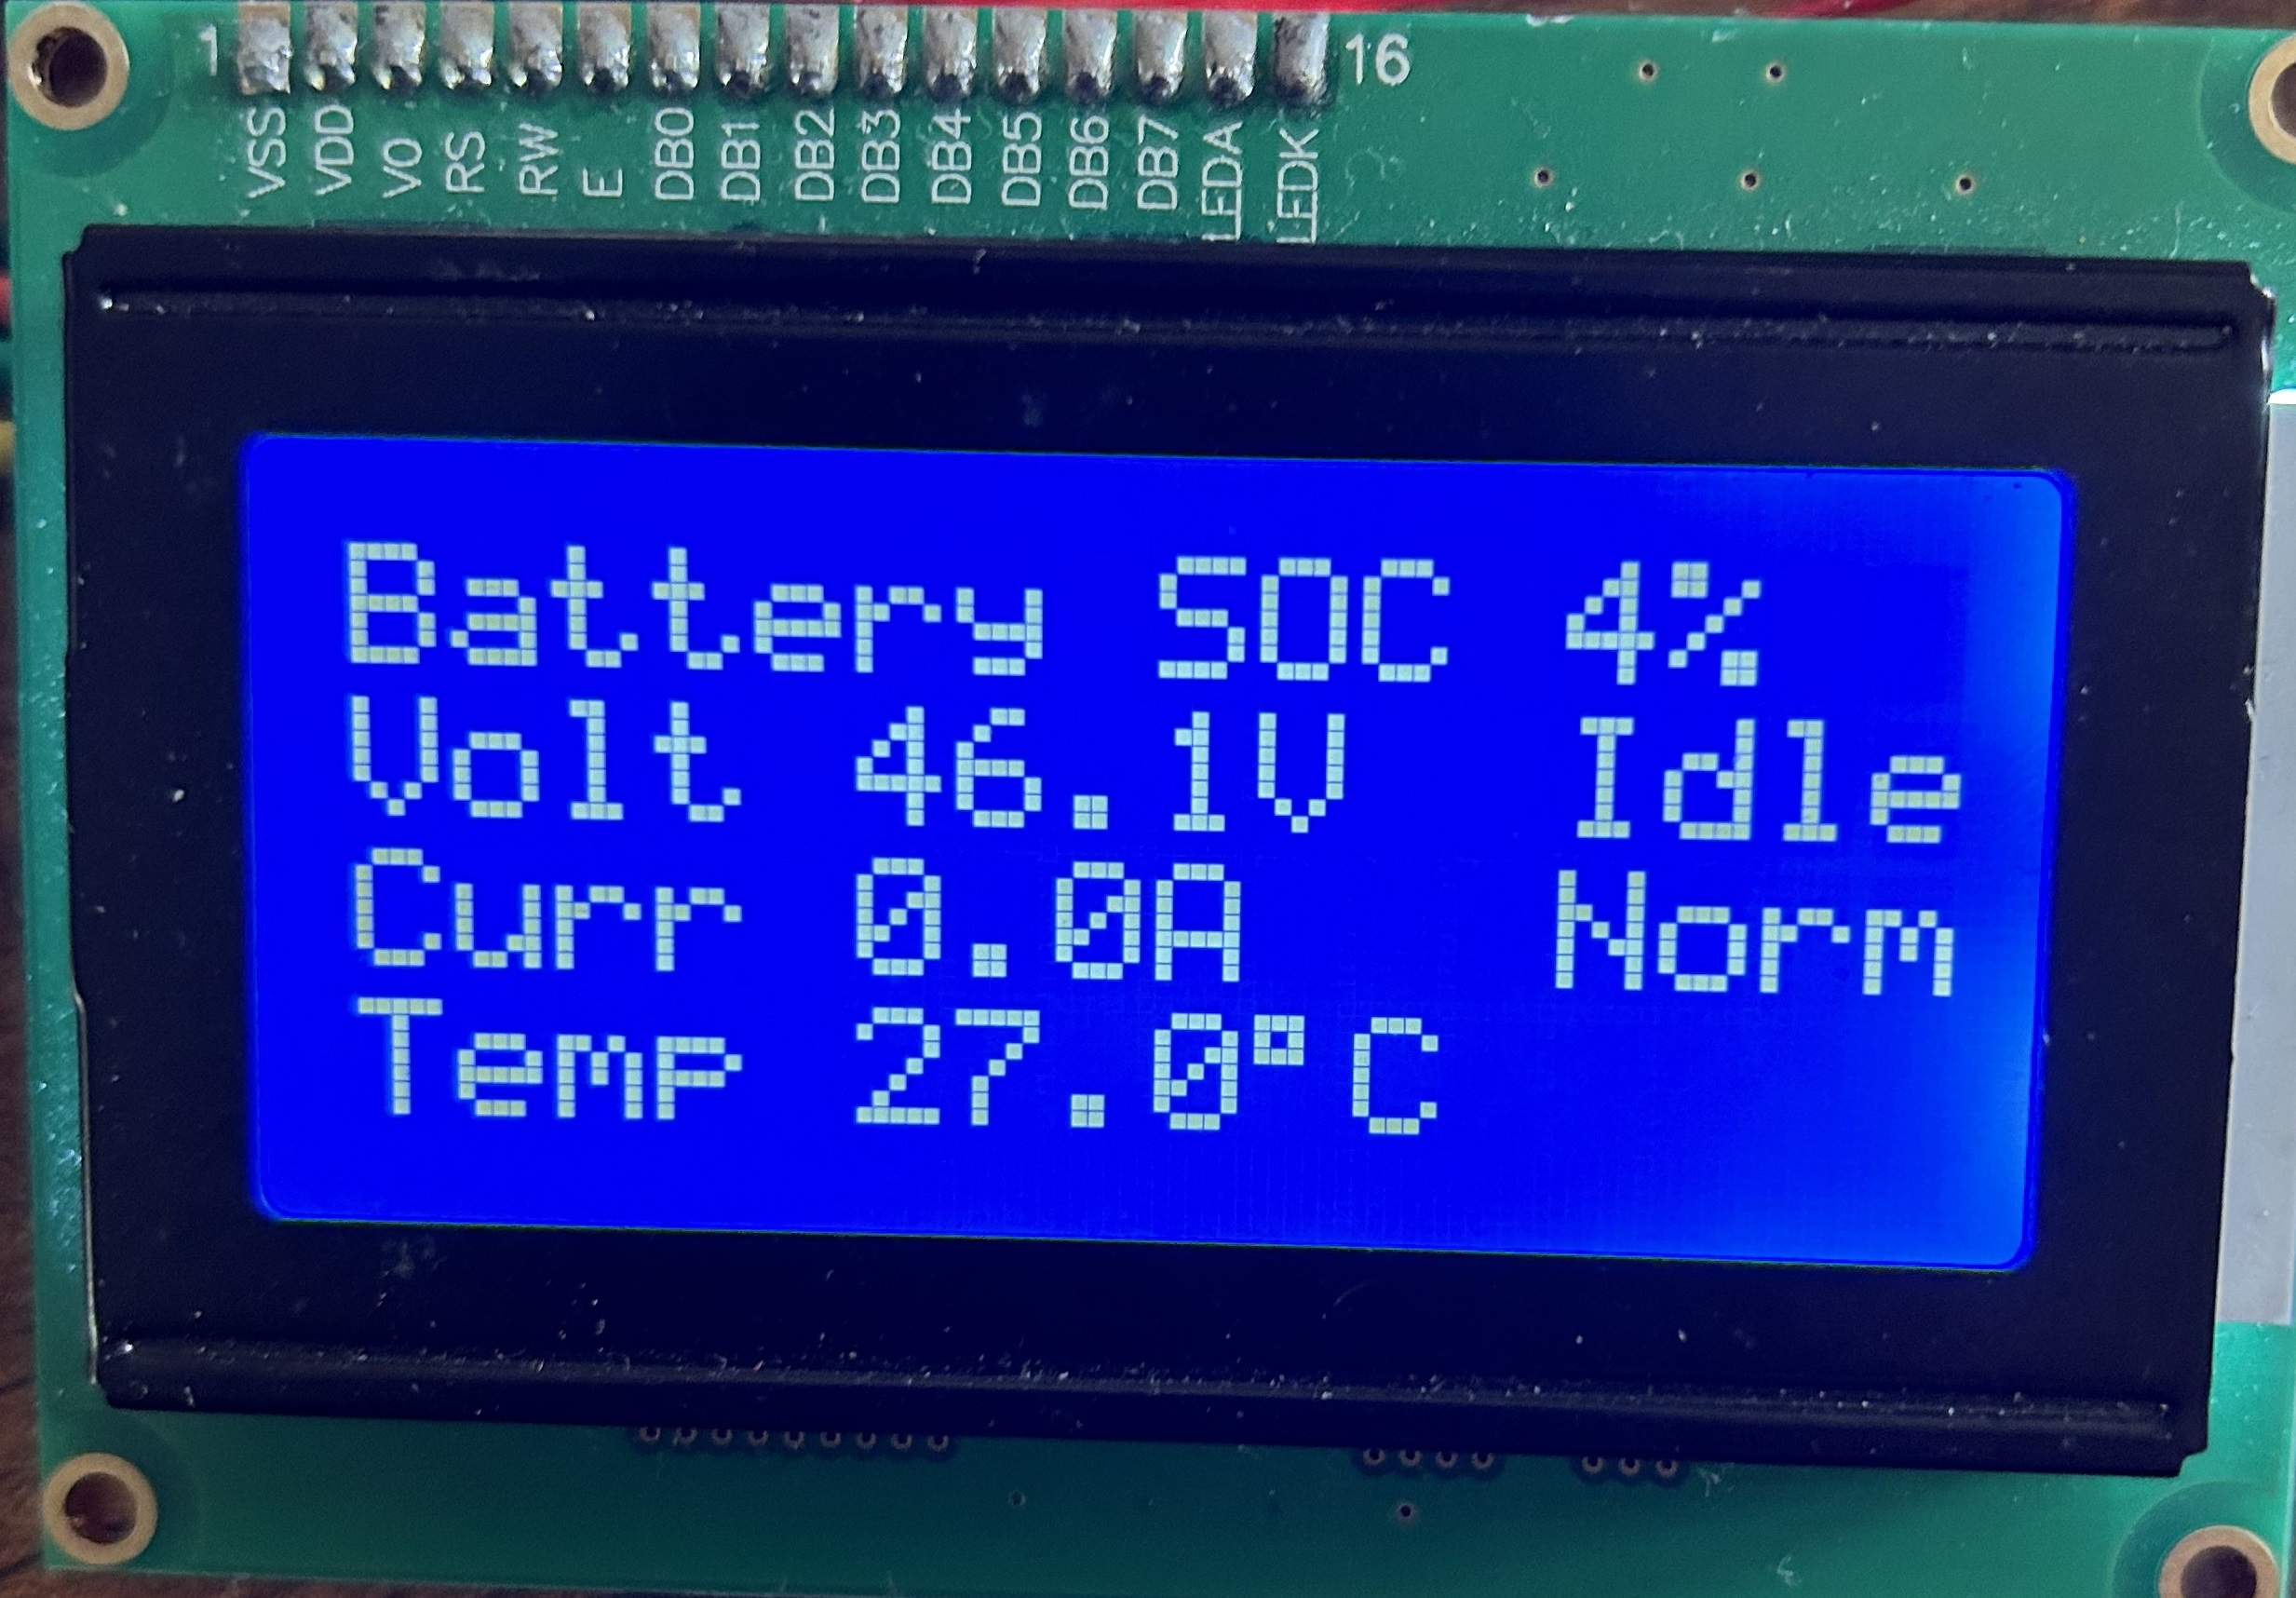 1 16
VSS VDD VO RS RW E DB0 DB1 DB2 DB3 DB4 DB5 DB6 DB7 LEDA LEDK
Battery SOC 4%
Volt 46.1V Idle
Curr 0.0A Norm
Temp 27.0°C